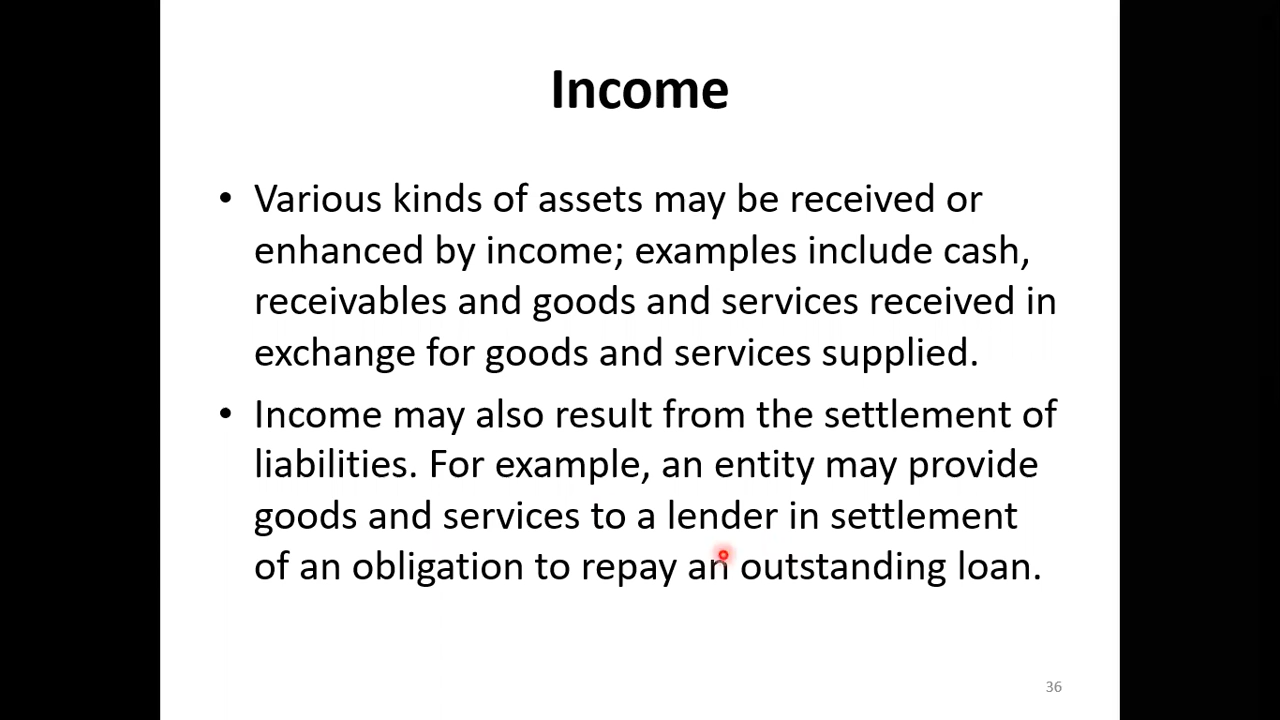 Income
• Various kinds of assets may be received or
enhanced by income; examples include cash,
receivables and goods and services received in
exchange for goods and services supplied.
• Income may also result from the settlement of
liabilities. For example, an entity may provide
goods and services to a lender in settlement
of an obligation to repay an outstanding loan.
36